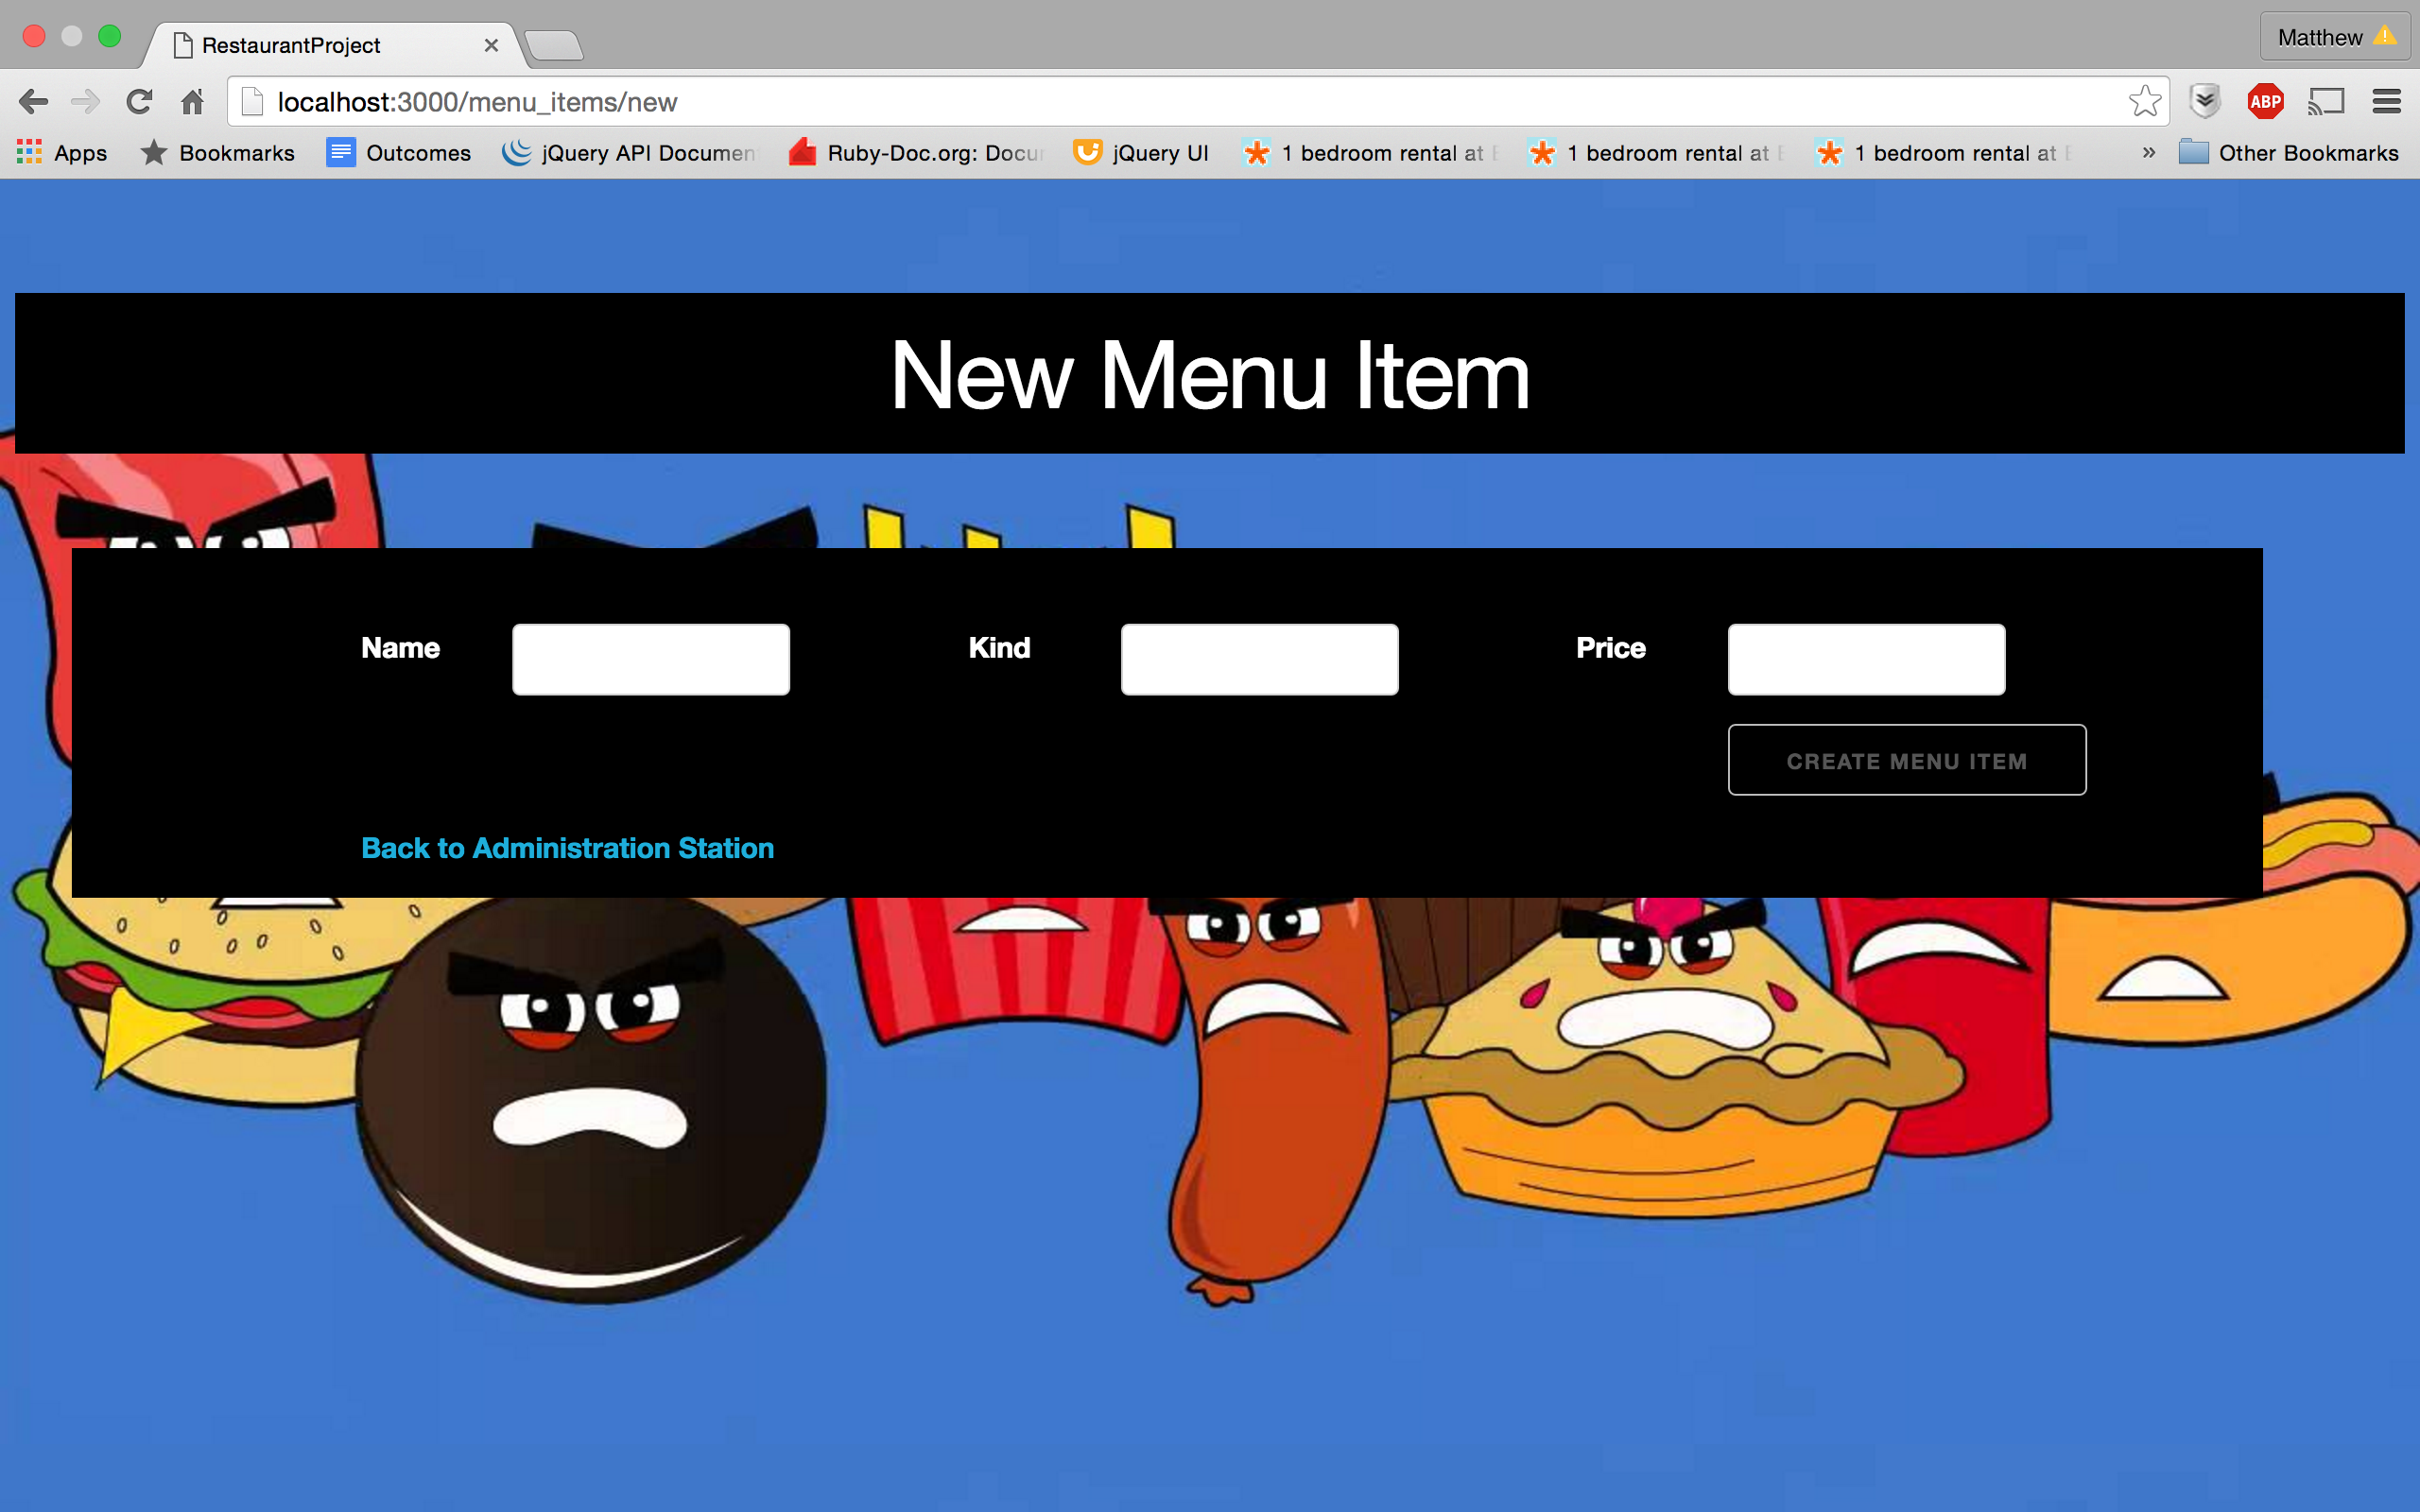 RestaurantProject
Matthew
localhost:3000/menu_items/new
ABP
Apps Bookmarks Outcomes jQuery API Documen Ruby-Doc.org: Docu jQuery UI 1 bedroom rental at 1 bedroom rental at 1 bedroom rental at » Other Bookmarks
New Menu Item
Name Kind Price
CREATE MENU ITEM
Back to Administration Station